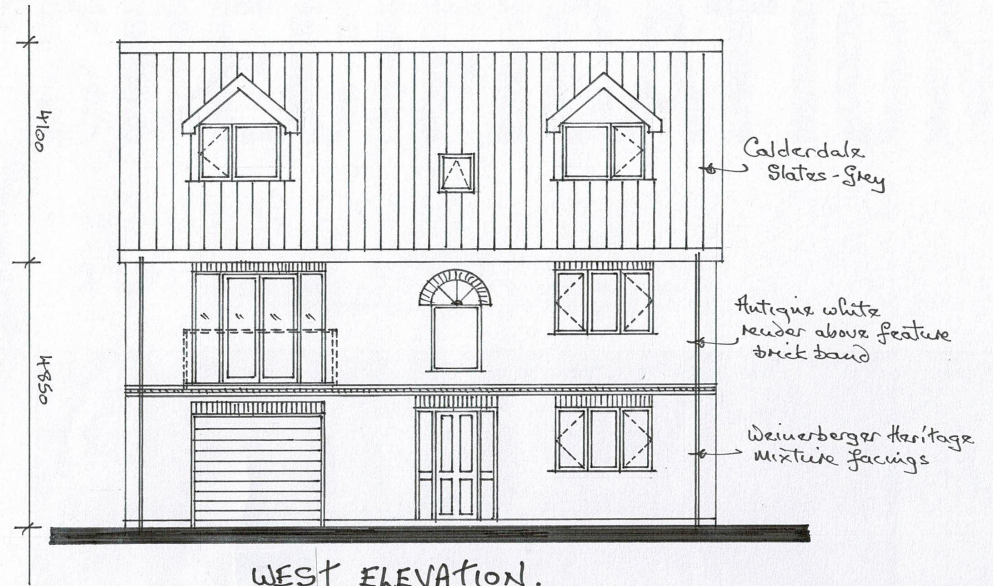 4100
Calderdale
Slates - Grey
4850
Antique white
render above feature
brick band
Weinerberger Heritage
Mixture facings
WEST ELEVATION.